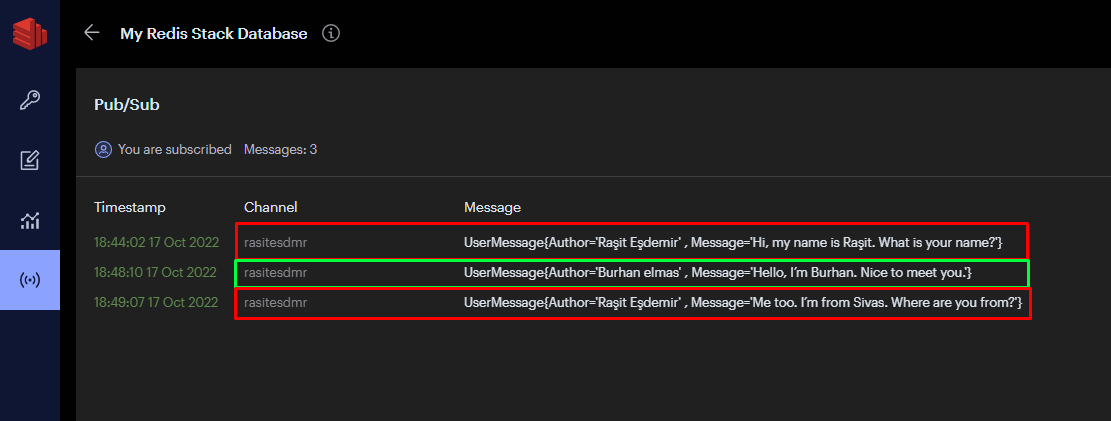 My Redis Stack Database
Pub/Sub
You are subscribed Messages: 3
Timestamp Channel Message
18:44:02 17 Oct 2022 rasitesdmr UserMessage{Author='Raşit Eşdemir' , Message='Hi, my name is Raşit. What is your name?'}
18:48:10 17 Oct 2022 rasitesdmr UserMessage{Author='Burhan elmas' , Message='Hello, I’m Burhan. Nice to meet you.'}
18:49:07 17 Oct 2022 rasitesdmr UserMessage{Author='Raşit Eşdemir' , Message='Me too. I’m from Sivas. Where are you from?'}